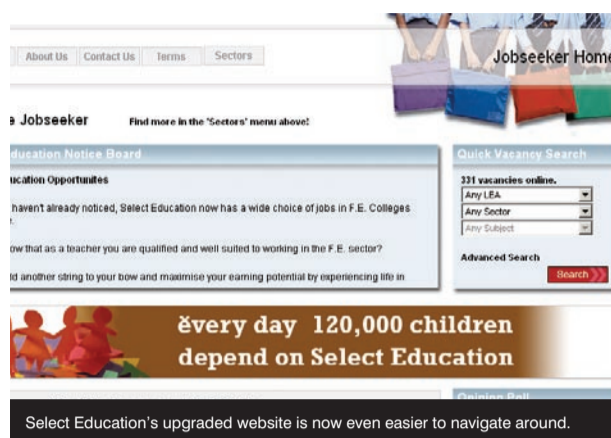 About Us Contact Us Terms Sectors
Jobseeker Home
e Jobseeker Find more in the 'Sectors' menu above!
ducation Notice Board
Quick Vacancy Search
ucation Opportunites
331 vacancies online.
haven't already noticed, Select Education now has a wide choice of jobs in F.E. Colleges
e.
Any LEA
Any Sector
Any Subject
ow that as a teacher you are qualified and well suited to working in the F.E. sector?
Advanced Search
d another string to your bow and maximise your earning potential by experiencing life in
Search
every day 120,000 children
depend on Select Education
Opinion Poll
Select Education's upgraded website is now even easier to navigate around.